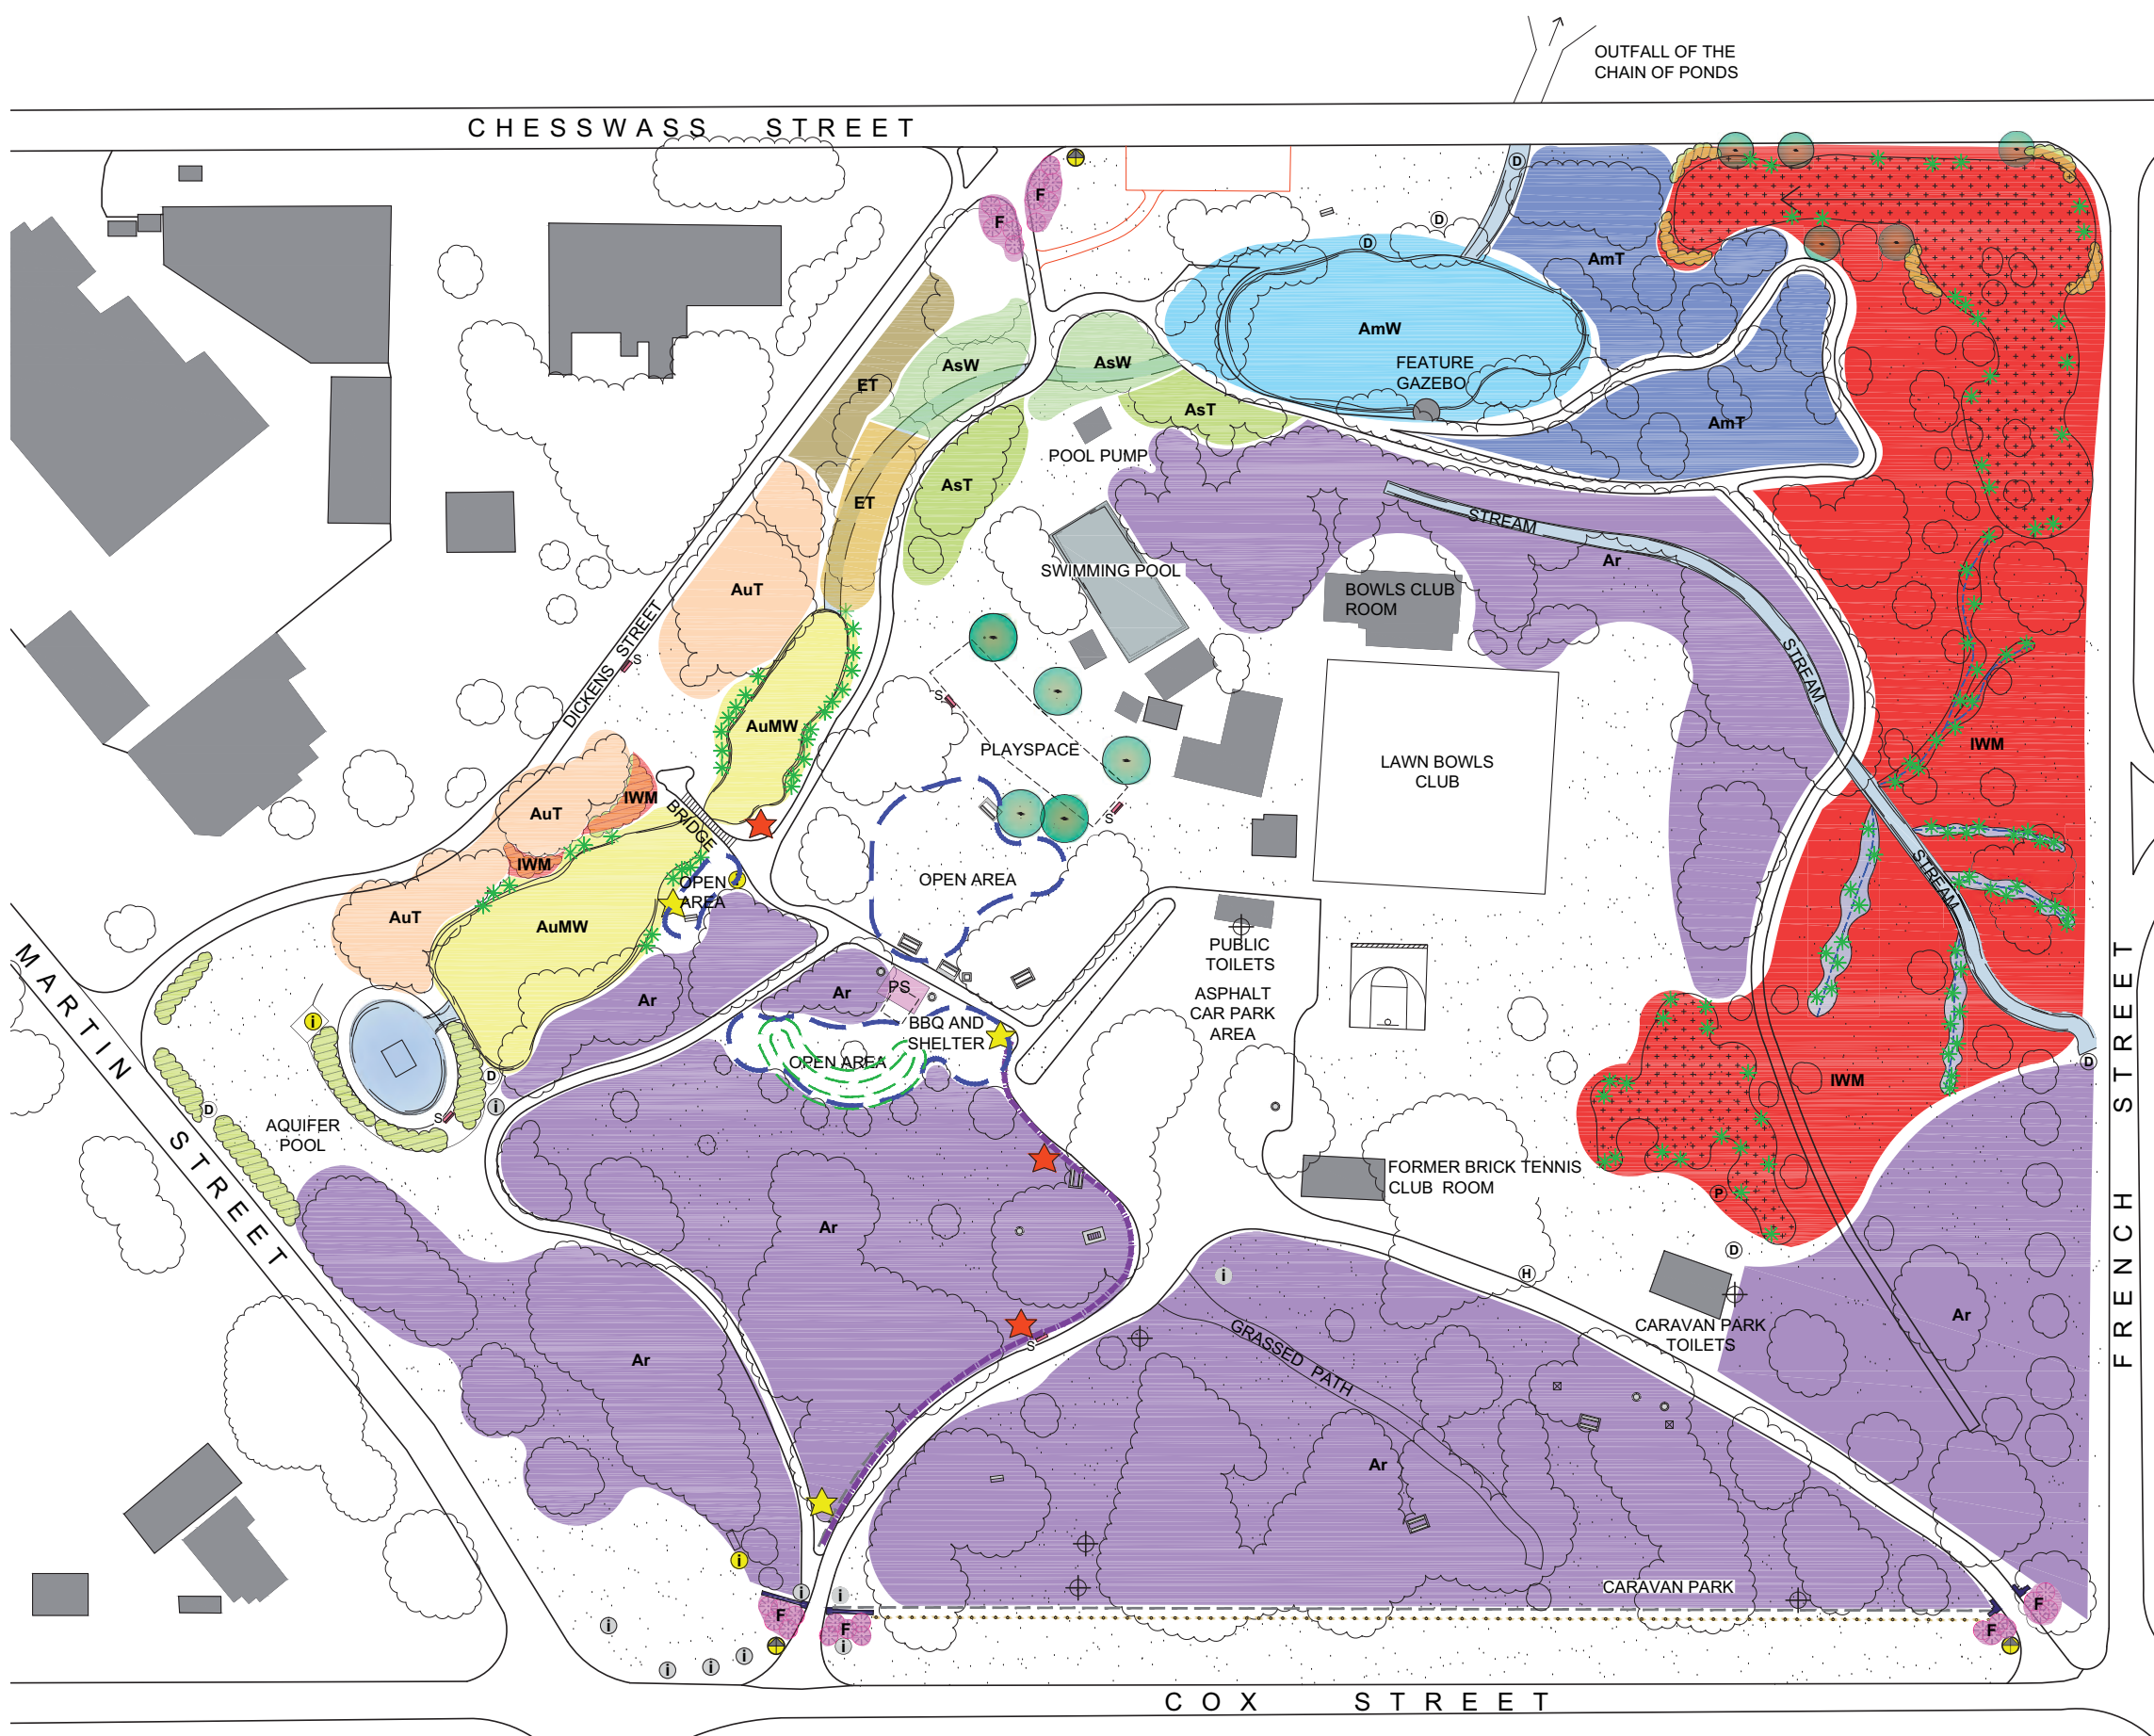 OUTFALL OF THE
CHAIN OF PONDS
CHESSWASS STREET
D
F
F
D
D
AmT
AmW
FEATURE
GAZEBO
AsW
AsW
ET
AsT
AmT
POOL PUMP
AsT
ET
STREAM
Ar
SWIMMING POOL
BOWLS CLUB
ROOM
AuT
DICKENS STREET
S
STREAM
S
AuMW
PLAYSPACE
IWM
LAWN BOWLS
CLUB
IWM
AuT
BRIDGE
S
IWM
OPEN
AREA
OPEN AREA
STREAM
AuT
AuMW
MARTIN STREET
PUBLIC
TOILETS
PS
Ar
Ar
ASPHALT
CAR PARK
AREA
i
BBQ AND
SHELTER
OPEN AREA
D
D
IWM
i
D
S
AQUIFER
POOL
FORMER BRICK TENNIS
CLUB ROOM
P
Ar
D
i
H
Ar
CARAVAN PARK
TOILETS
GRASSED PATH
S
Ar
Ar
FRENCH STREET
i
CARAVAN PARK
i
i
F
F
i
F
F
i
i
i
i
COX STREET